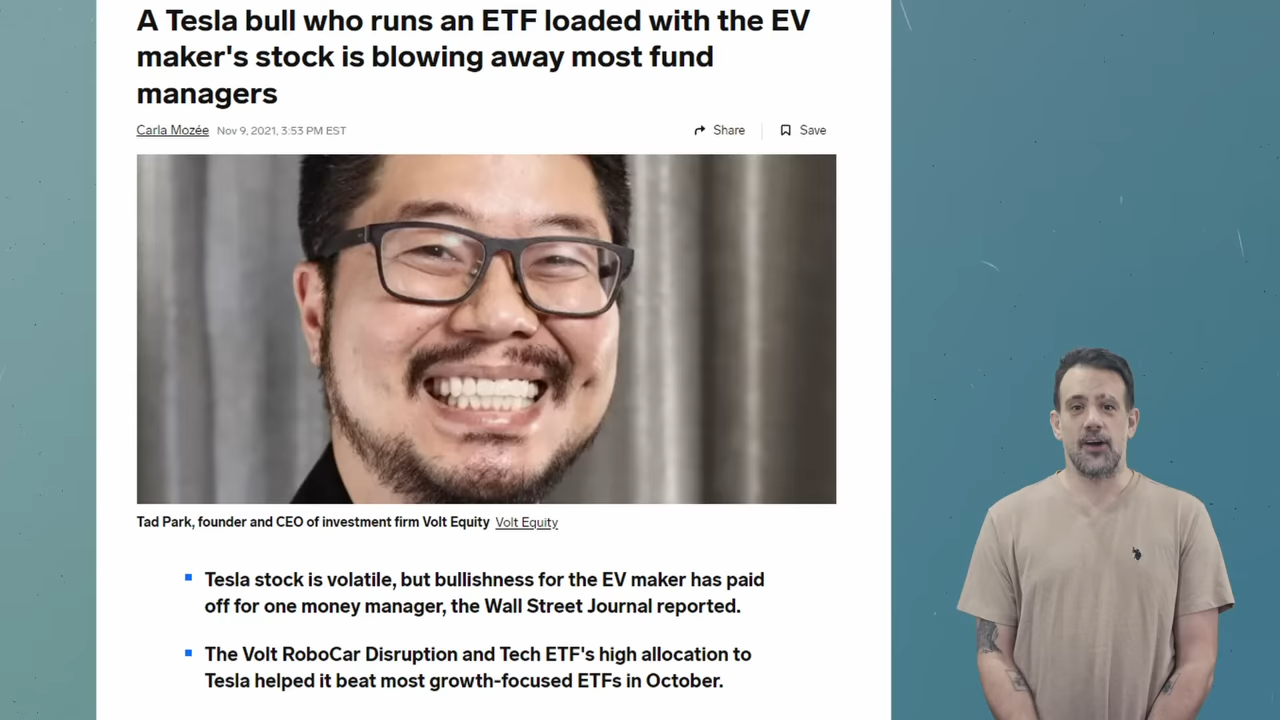 A Tesla bull who runs an ETF loaded with the EV
maker's stock is blowing away most fund
managers
Carla Mozée Nov 9, 2021, 3:53 PM EST
Share
Save
Tad Park, founder and CEO of investment firm Volt Equity Volt Equity
Tesla stock is volatile, but bullishness for the EV maker has paid
off for one money manager, the Wall Street Journal reported.
The Volt RoboCar Disruption and Tech ETF's high allocation to
Tesla helped it beat most growth-focused ETFs in October.